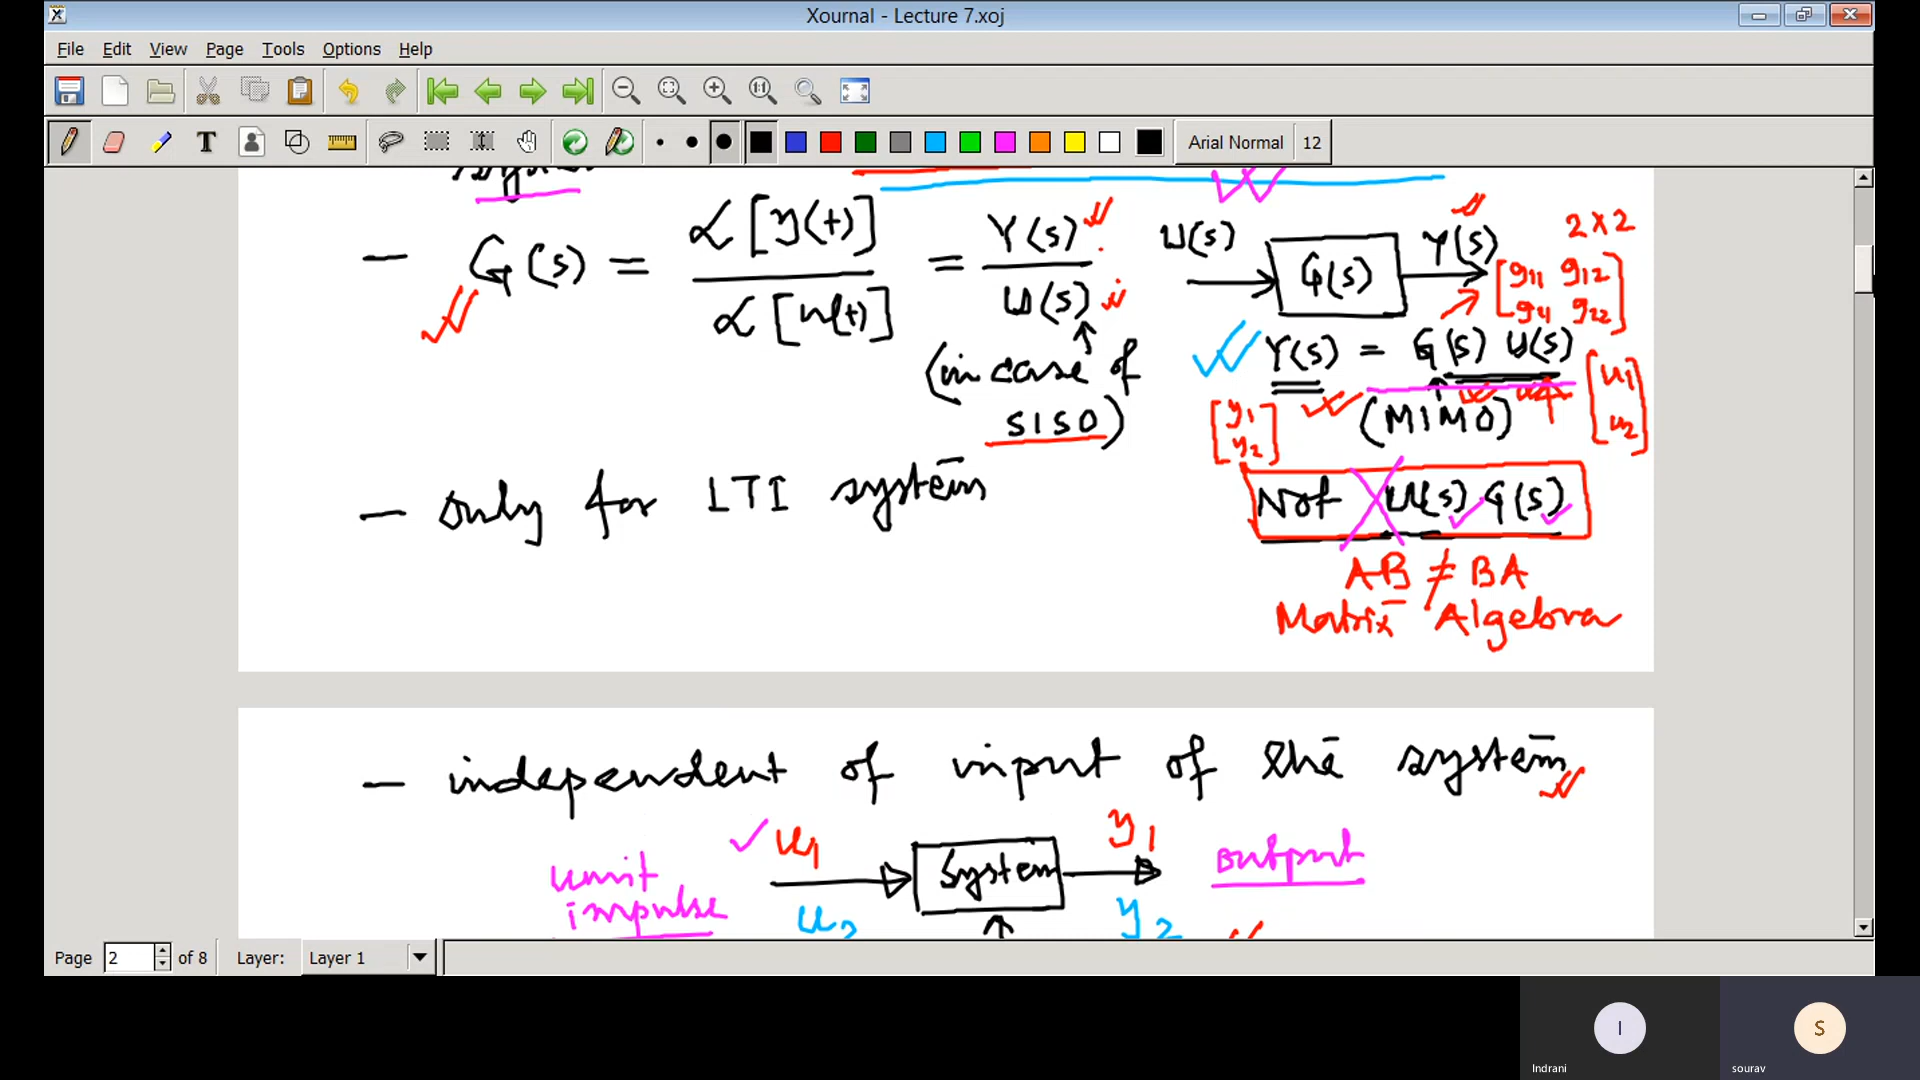 Xournal - Lecture 7.xoj
File Edit View Page Tools Options Help
Arial Normal 12
- G(s) = ℒ[y(t)] / ℒ[u(t)] = Y(s) / U(s)
(in case of
SISO)
U(s) G(s) Y(s)
2 x 2
[g11 g12
g21 g22]
Y(s) = G(s) U(s)
[y1
y2]
(MIMO)
[u1
u2]
- only for LTI system
Not U(s) G(s)
AB ≠ BA
Matrix Algebra
- independent of input of the system
unit
impulse
u1 System y1 output
u2 y2
Page 2 of 8 Layer: Layer 1
I S
Indrani sourav